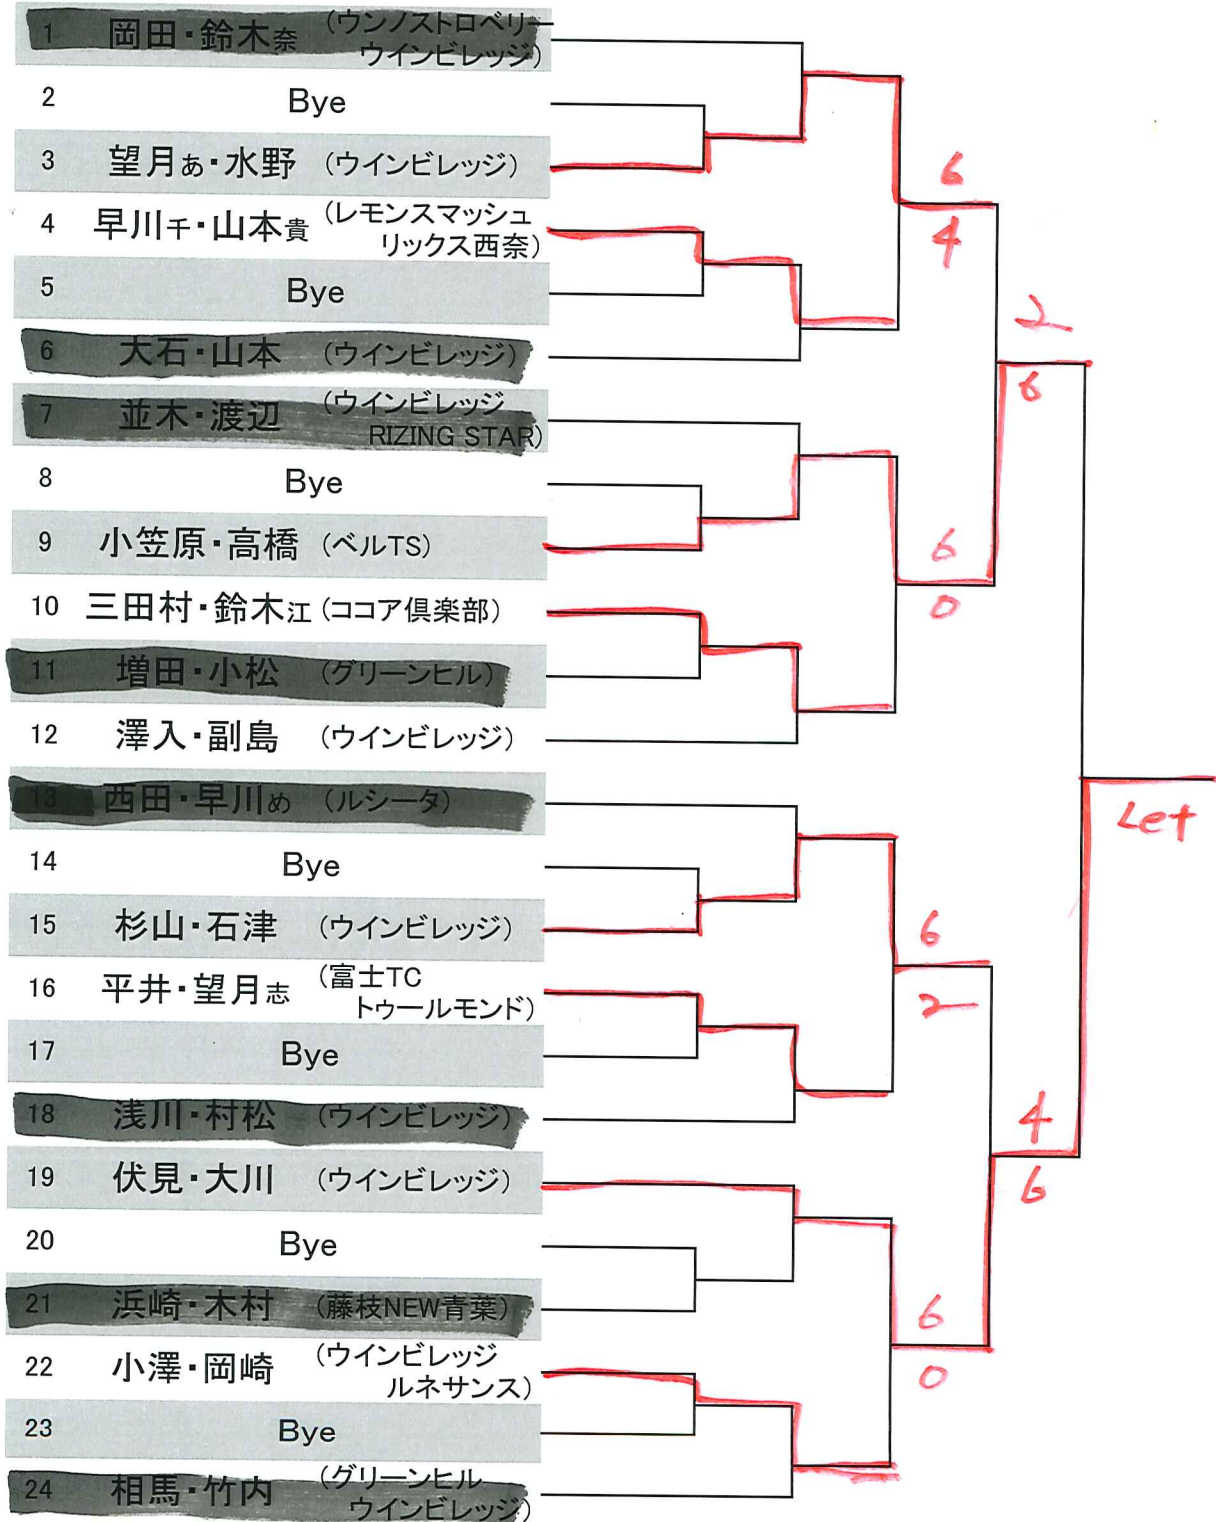 1 岡田・鈴木奈 (ウンノストロベリー
ウインビレッジ)
2 Bye
3 望月ぁ・水野 (ウインビレッジ)
4 早川千・山本貴 (レモンスマッシュ
リックス西奈)
5 Bye
6 大石・山本 (ウインビレッジ)
7 並木・渡辺 (ウインビレッジ
RIZING STAR)
8 Bye
9 小笠原・高橋 (ベルTS)
10 三田村・鈴木江 (ココア倶楽部)
11 増田・小松 (グリーンヒル)
12 澤入・副島 (ウインビレッジ)
13 西田・早川め (ルシータ)
14 Bye
15 杉山・石津 (ウインビレッジ)
16 平井・望月志 (富士TC
トゥールモンド)
17 Bye
18 浅川・村松 (ウインビレッジ)
19 伏見・大川 (ウインビレッジ)
20 Bye
21 浜崎・木村 (藤枝NEW青葉)
22 小澤・岡崎 (ウインビレッジ
ルネサンス)
23 Bye
24 相馬・竹内 (グリーンヒル
ウインビレッジ)
6
4
6
0
6
2
6
0
2
6
4
6
Let